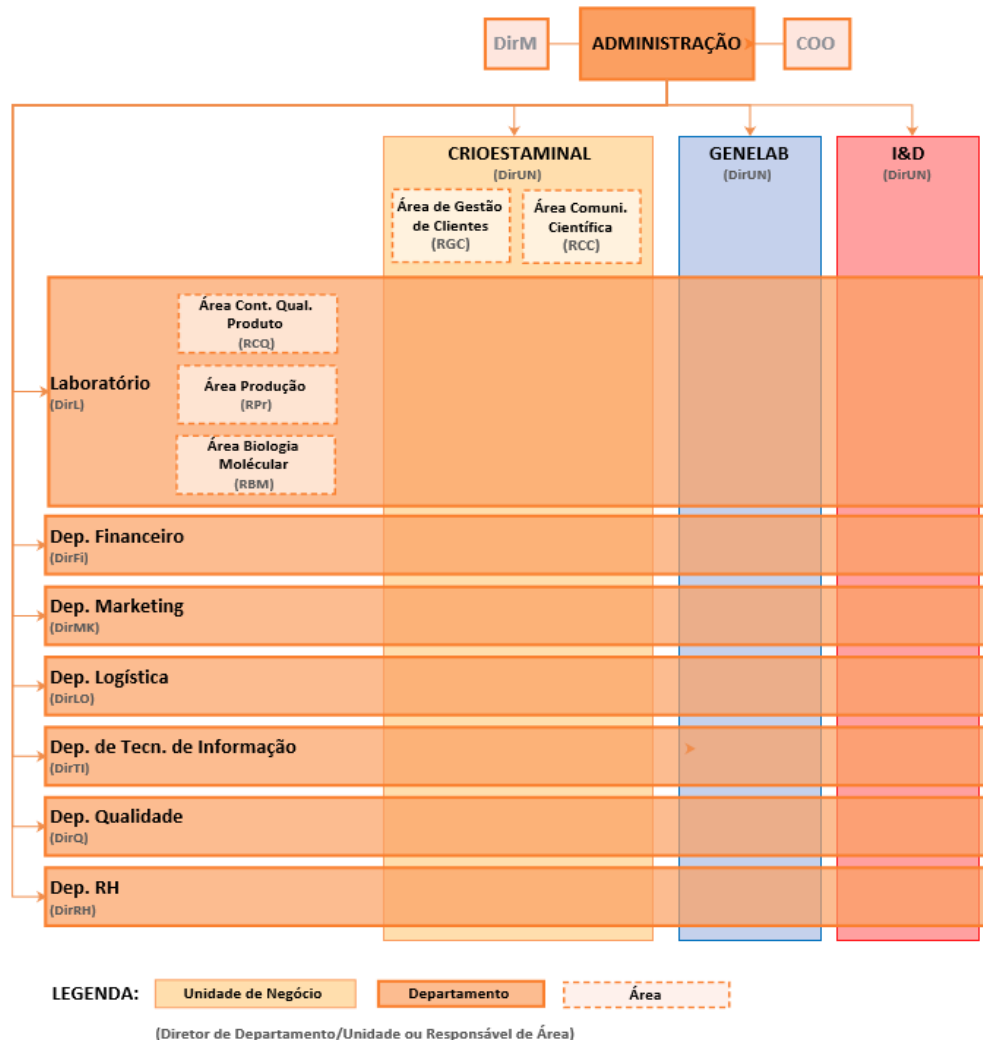 DirM
ADMINISTRAÇÃO
COO
CRIOESTAMINAL
(DirUN)
GENELAB
(DirUN)
I&D
(DirUN)
Área de Gestão
de Clientes
(RGC)
Área Comuni.
Científica
(RCC)
Área Cont. Qual.
Produto
(RCQ)
Laboratório
(DirL)
Área Produção
(RPr)
Área Biologia
Molécular
(RBM)
Dep. Financeiro
(DirFi)
Dep. Marketing
(DirMK)
Dep. Logística
(DirLO)
Dep. de Tecn. de Informação
(DirTI)
Dep. Qualidade
(DirQ)
Dep. RH
(DirRH)
LEGENDA:
Unidade de Negócio
Departamento
Área
(Diretor de Departamento/Unidade ou Responsável de Área)